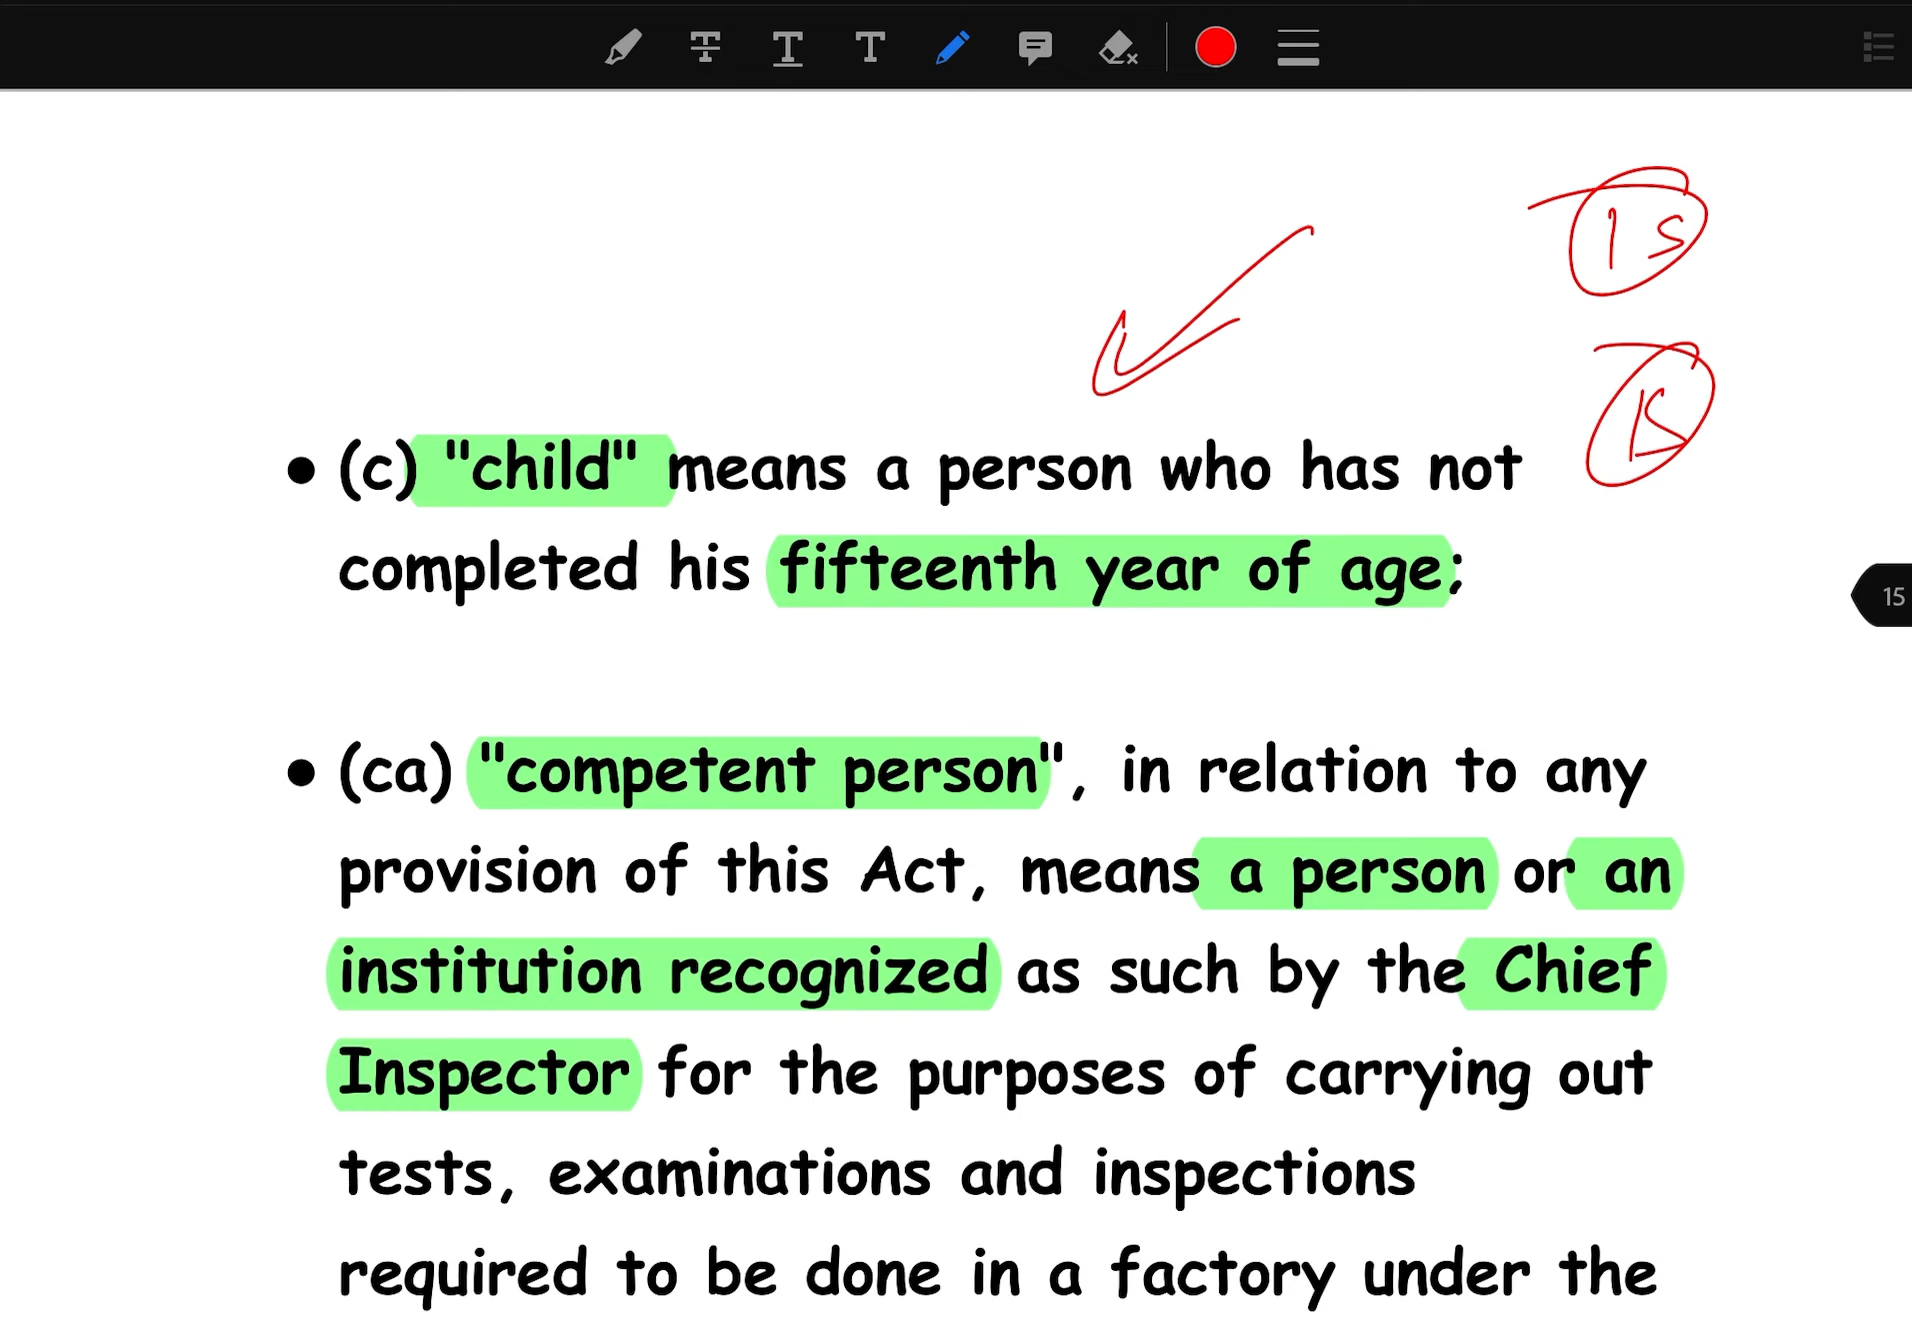 15
15
• (c) "child" means a person who has not
completed his fifteenth year of age;
15
• (ca) "competent person", in relation to any
provision of this Act, means a person or an
institution recognized as such by the Chief
Inspector for the purposes of carrying out
tests, examinations and inspections
required to be done in a factory under the